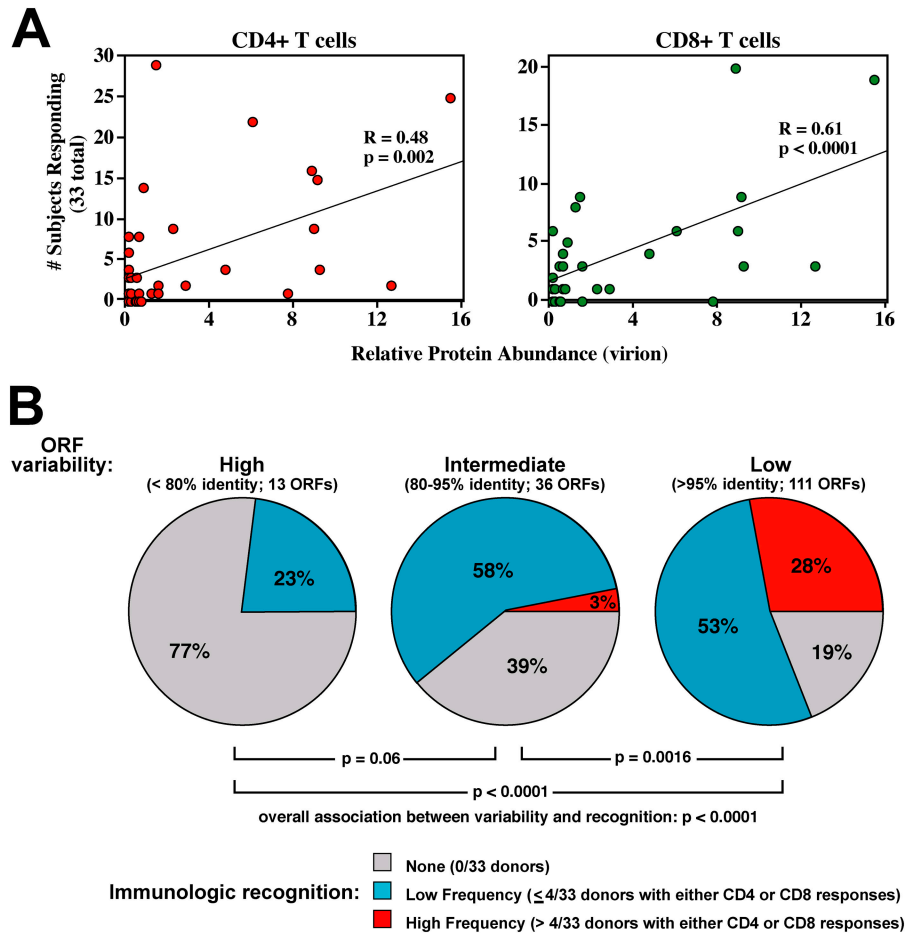 A
CD4+ T cells
CD8+ T cells
# Subjects Responding
(33 total)
30
25
20
15
10
5
0
R = 0.48
p = 0.002
0
4
8
12
16
20
15
10
5
0
R = 0.61
p < 0.0001
0
4
8
12
16
Relative Protein Abundance (virion)
B
ORF
variability:
High
(< 80% identity; 13 ORFs)
Intermediate
(80-95% identity; 36 ORFs)
Low
(>95% identity; 111 ORFs)
23%
77%
58%
3%
39%
28%
53%
19%
p = 0.06
p = 0.0016
p < 0.0001
overall association between variability and recognition: p < 0.0001
Immunologic recognition:
None (0/33 donors)
Low Frequency (≤ 4/33 donors with either CD4 or CD8 responses)
High Frequency (> 4/33 donors with either CD4 or CD8 responses)